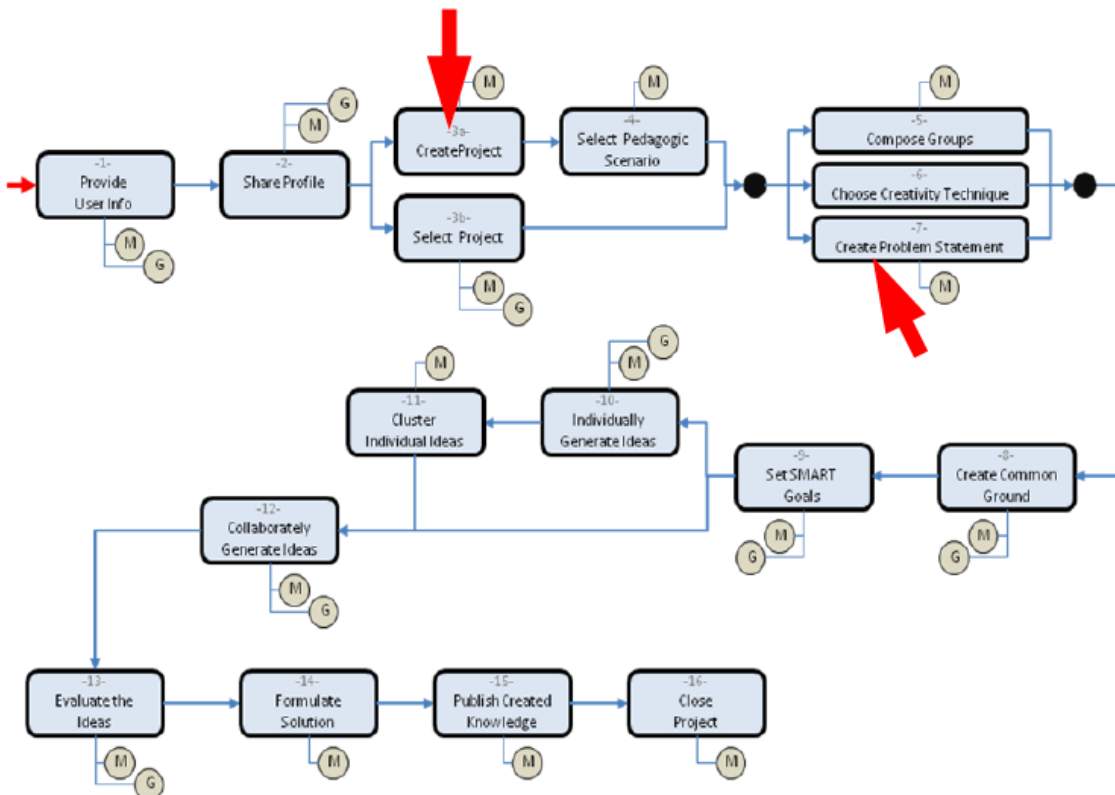 M
M
M
G
M
-1-
Provide
User Info
-2-
Share Profile
-3a-
CreateProject
-4-
Select Pedagogic
Scenario
-5-
Compose Groups
-6-
Choose Creativity Technique
-3b-
Select Project
-7-
Create Problem Statement
M
G
M
G
M
M
G
M
-11-
Cluster
Individual Ideas
-10-
Individually
Generate Ideas
-9-
Set SMART
Goals
-8-
Create Common
Ground
-12-
Collaborately
Generate Ideas
M
G
M
G
M
G
-13-
Evaluate the
Ideas
-14-
Formulate
Solution
-15-
Publish Created
Knowledge
-16-
Close
Project
M
G
M
M
M